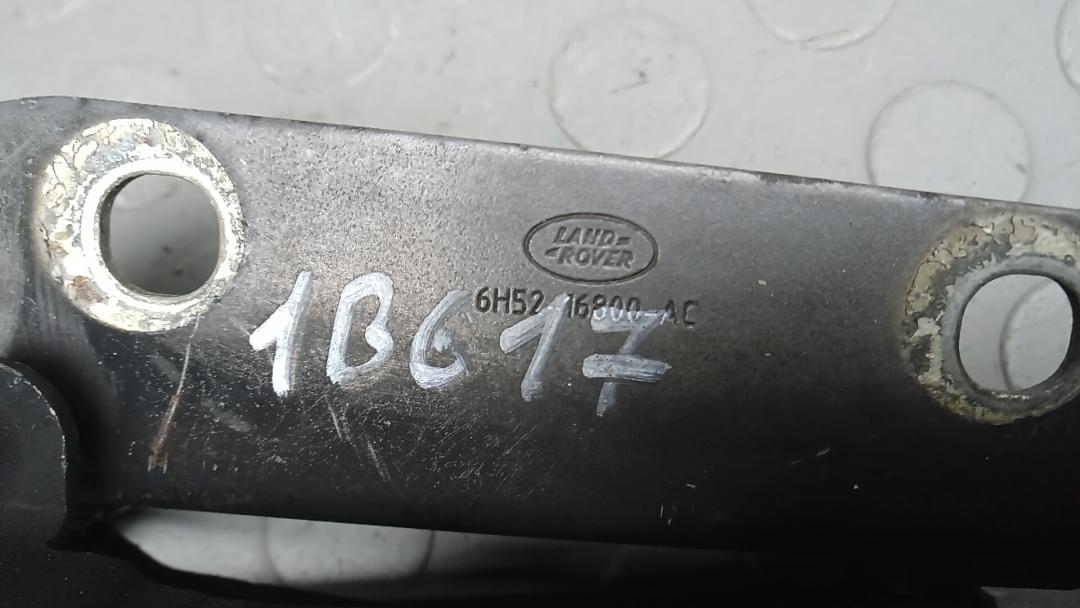 LAND-
-ROVER
6H52-16800-AC
1BG17